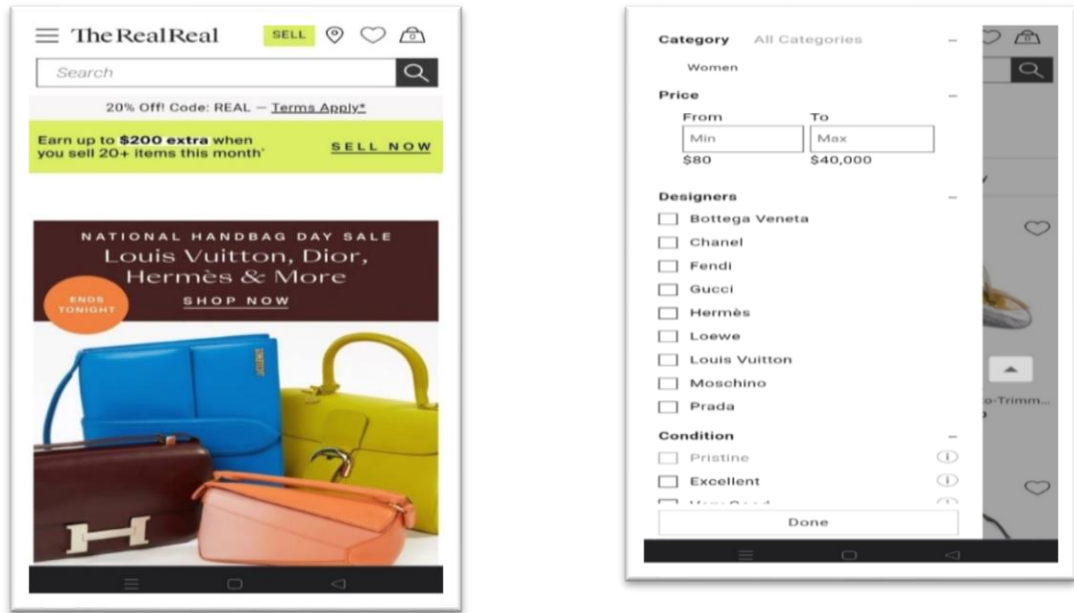 The RealReal SELL
0
Search
20% Off! Code: REAL — Terms Apply*
Earn up to $200 extra when
you sell 20+ items this month*
SELL NOW
NATIONAL HANDBAG DAY SALE
Louis Vuitton, Dior,
Hermès & More
SHOP NOW
ENDS
TONIGHT
Category All Categories
Women
Price
From To
Min Max
$80 $40,000
Designers
Bottega Veneta
Chanel
Fendi
Gucci
Hermès
Loewe
Louis Vuitton
Moschino
Prada
Condition
Pristine
Excellent
Done
0
o-Trimm...